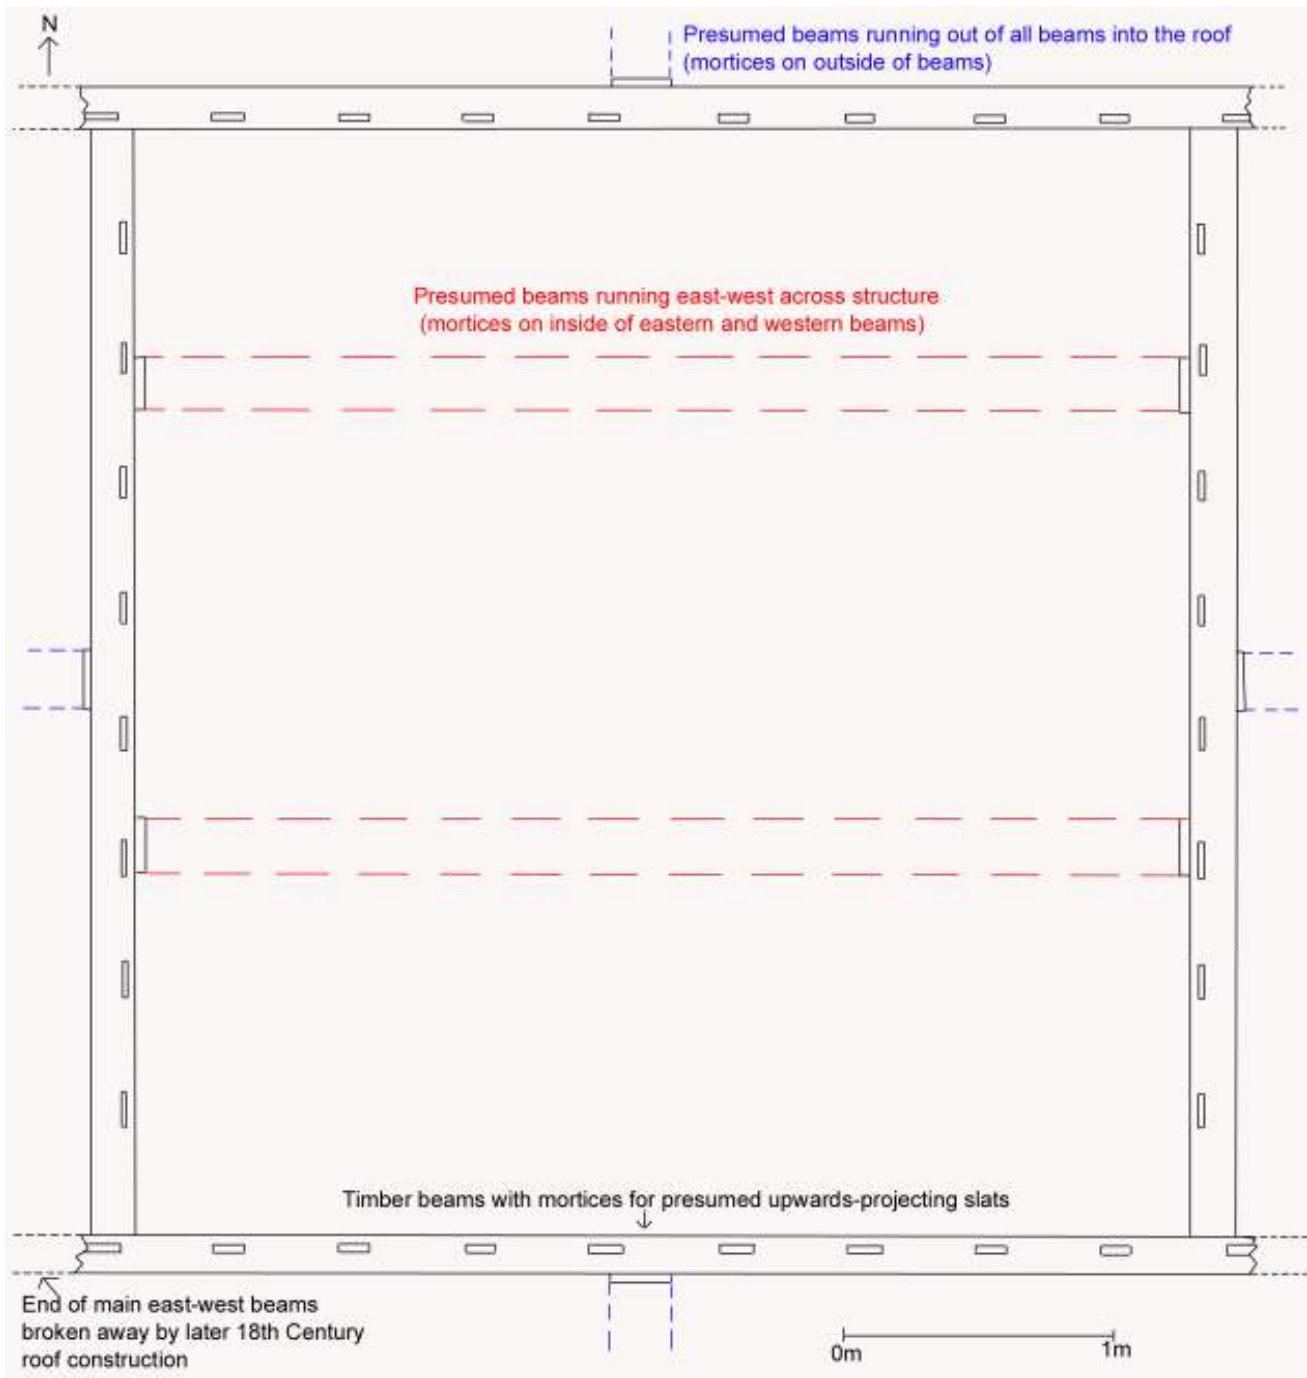 N
Presumed beams running out of all beams into the roof
(mortices on outside of beams)
Presumed beams running east-west across structure
(mortices on inside of eastern and western beams)
Timber beams with mortices for presumed upwards-projecting slats
End of main east-west beams
broken away by later 18th Century
roof construction
0m
1m